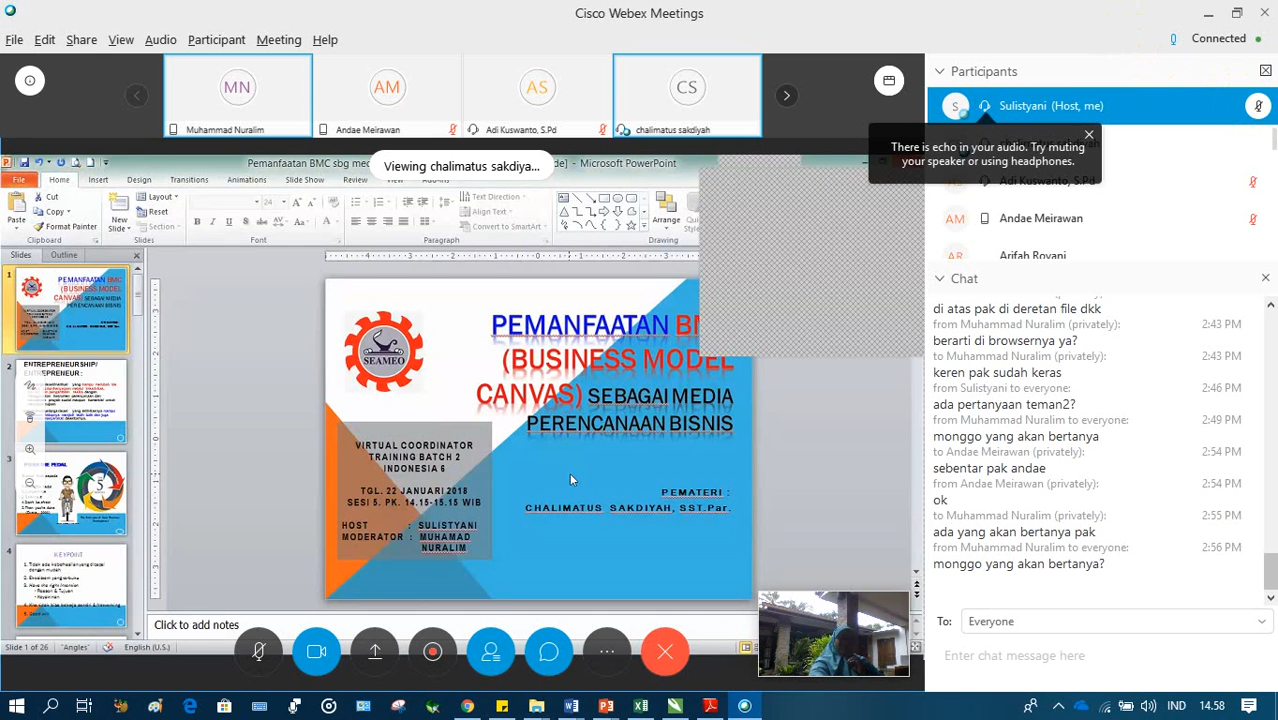 Cisco Webex Meetings
File Edit Share View Audio Participant Meeting Help
Connected
MN
Muhammad Nuralim
AM
Andae Meirawan
AS
Adi Kuswanto, S.Pd
CS
chalimatus sakdiyah
Participants
S
Sulistyani (Host, me)
There is echo in your audio. Try muting
your speaker or using headphones.
Adi Kuswanto, S.Pd
AM
Andae Meirawan
AR
Arifah Royani
Pemanfaatan BMC sbg me
Viewing chalimatus sakdiya...
- Microsoft PowerPoint
File Home Insert Design Transitions Animations Slide Show Review View
Paste
Cut
Copy
Format Painter
Clipboard
New
Slide
Layout
Reset
Section
Slides
Font
Text Direction
Align Text
Convert to SmartArt
Paragraph
Arrange
Drawing
Slides Outline
1
PEMANFAATAN BMC
(BUSINESS MODEL
CANVAS) SEBAGAI MEDIA
PERENCANAAN BISNIS
2
ENTREPRENEURSHIP/
ENTREPRENEUR :
3
4
KEYPOINT
SEAMEO
PEMANFAATAN BM
(BUSINESS MODEL
CANVAS) SEBAGAI MEDIA
PERENCANAAN BISNIS
VIRTUAL COORDINATOR
TRAINING BATCH 2
INDONESIA 6
TGL. 22 JANUARI 2018
SESI 5. PK. 14.15-15.15 WIB
HOST : SULISTYANI
MODERATOR : MUHAMAD
NURALIM
PEMATERI :
CHALIMATUS SAKDIYAH, SST.Par.
Click to add notes
Slide 1 of 26
"Angles"
English (U.S.)
Chat
di atas pak di deretan file dkk
from Muhammad Nuralim (privately): 2:43 PM
berarti di browsernya ya?
to Muhammad Nuralim (privately): 2:43 PM
keren pak sudah keras
from Sulistyani to everyone: 2:46 PM
ada pertanyaan teman2?
from Muhammad Nuralim to everyone: 2:49 PM
monggo yang akan bertanya
to Andae Meirawan (privately): 2:54 PM
sebentar pak andae
from Andae Meirawan (privately): 2:54 PM
ok
to Muhammad Nuralim (privately): 2:55 PM
ada yang akan bertanya pak
from Muhammad Nuralim to everyone: 2:56 PM
monggo yang akan bertanya?
To: Everyone
Enter chat message here
IND 14.58